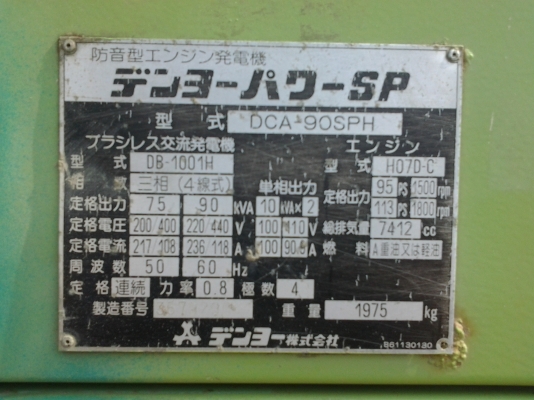 防音型エンジン発電機
デンヨーパワーSP
型式 DCA-90SPH
ブラシレス交流発電機 エンジン
型式 DB-1001H 型式 H07D-C
相数 三相(4線式) 単相出力 定格出力 95 PS 1500 rpm
定格出力 75 90 KVA 10 KVA×2 113 PS 1800 rpm
定格電圧 200 400 220 440 V 100 110 V 総排気量 7412 cc
定格電流 217 108 236 118 A 100 90.9 A 燃料 A重油又は軽油
周波数 50 60 Hz
定格 連続 力率 0.8 極数 4
製造番号 重量 1975 kg
デンヨー株式会社 S61130130